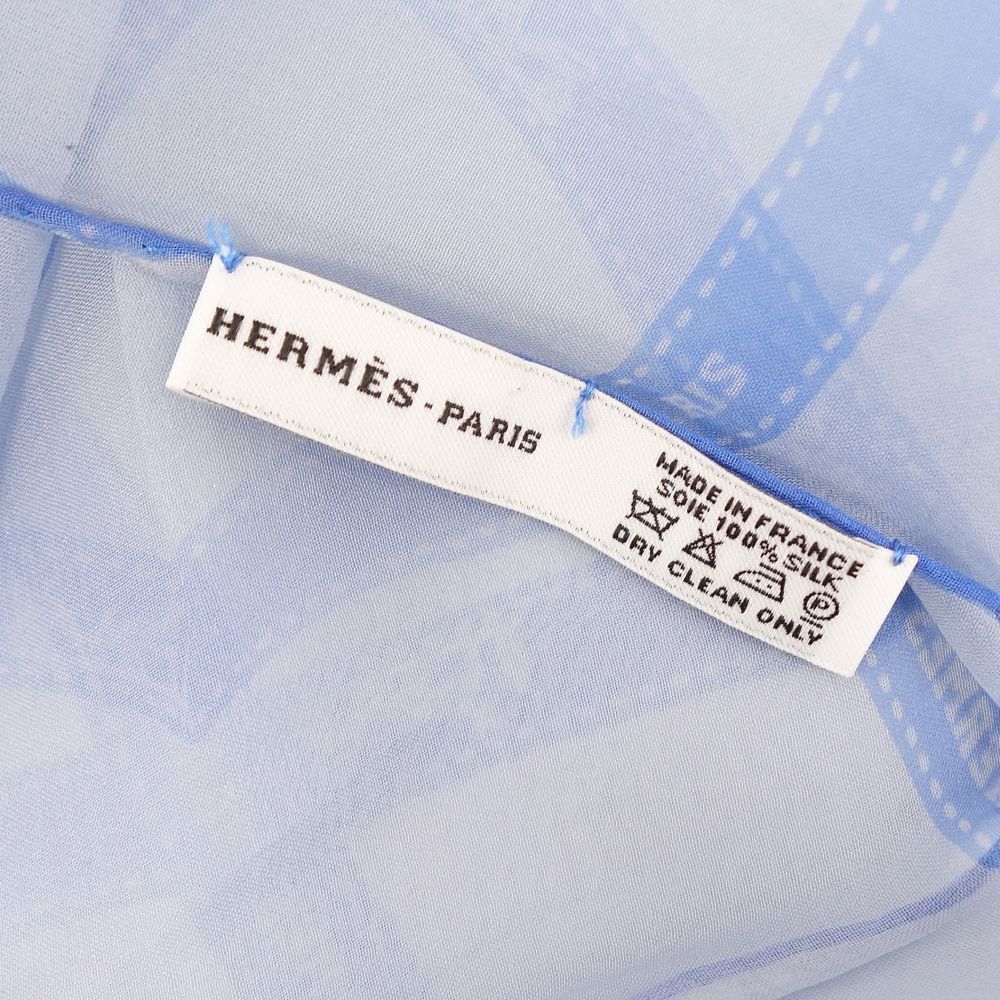 HERMÈS - PARIS
MADE IN FRANCE
SOIE 100% SILK
P
DRY CLEAN ONLY